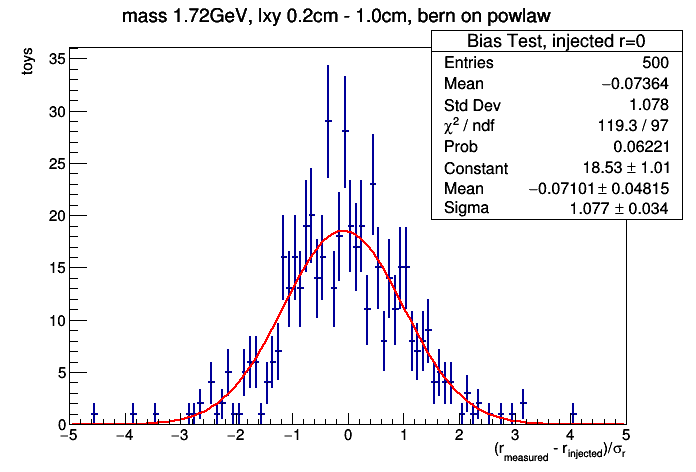 mass 1.72GeV, lxy 0.2cm - 1.0cm, bern on powlaw
Bias Test, injected r=0
Entries 500
Mean −0.07364
Std Dev 1.078
χ² / ndf 119.3 / 97
Prob 0.06221
Constant 18.53 ± 1.01
Mean −0.07101 ± 0.04815
Sigma 1.077 ± 0.034
toys
35
30
25
20
15
10
5
0
−5 −4 −3 −2 −1 0 1 2 3 4 5
(r_measured - r_injected)/σ_r